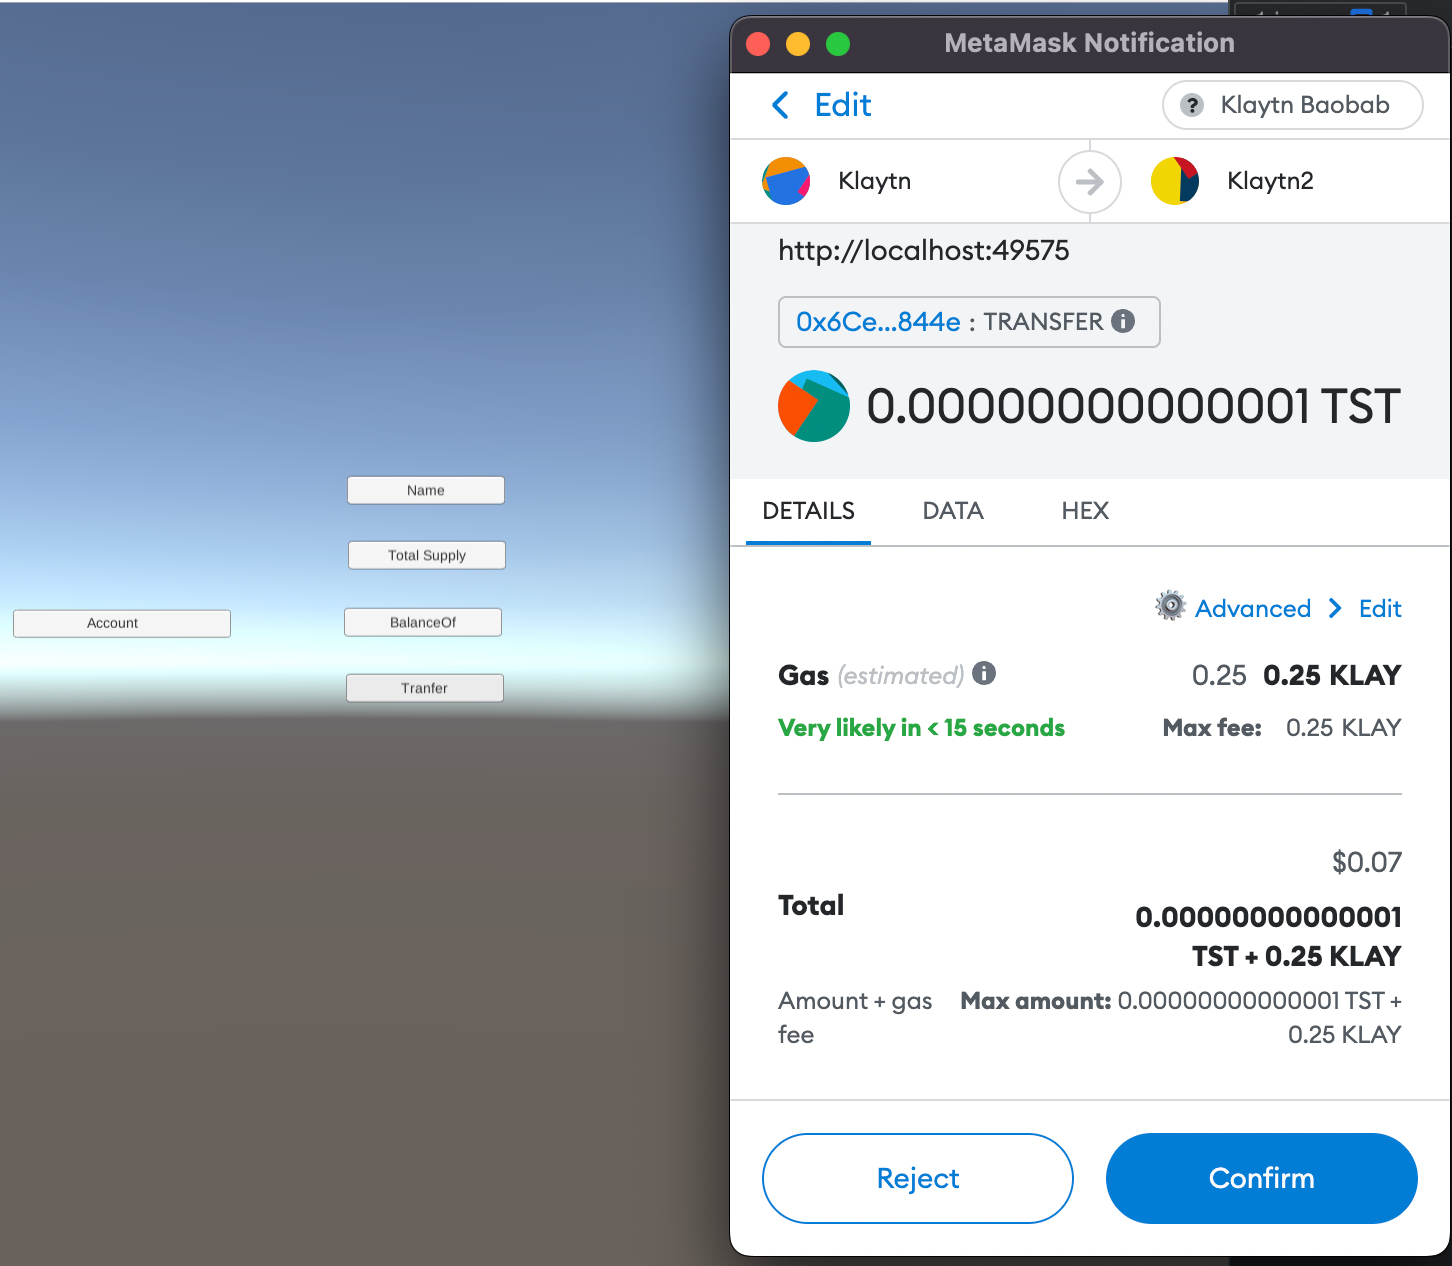 Name
Total Supply
Account
BalanceOf
Tranfer
MetaMask Notification
Edit
Klaytn Baobab
Klaytn
Klaytn2
http://localhost:49575
0x6Ce...844e : TRANSFER
0.00000000000001 TST
DETAILS DATA HEX
Advanced Edit
Gas (estimated) 0.25 0.25 KLAY
Very likely in < 15 seconds Max fee: 0.25 KLAY
$0.07
Total
0.00000000000001
TST + 0.25 KLAY
Amount + gas fee
Max amount: 0.00000000000001 TST +
0.25 KLAY
Reject
Confirm